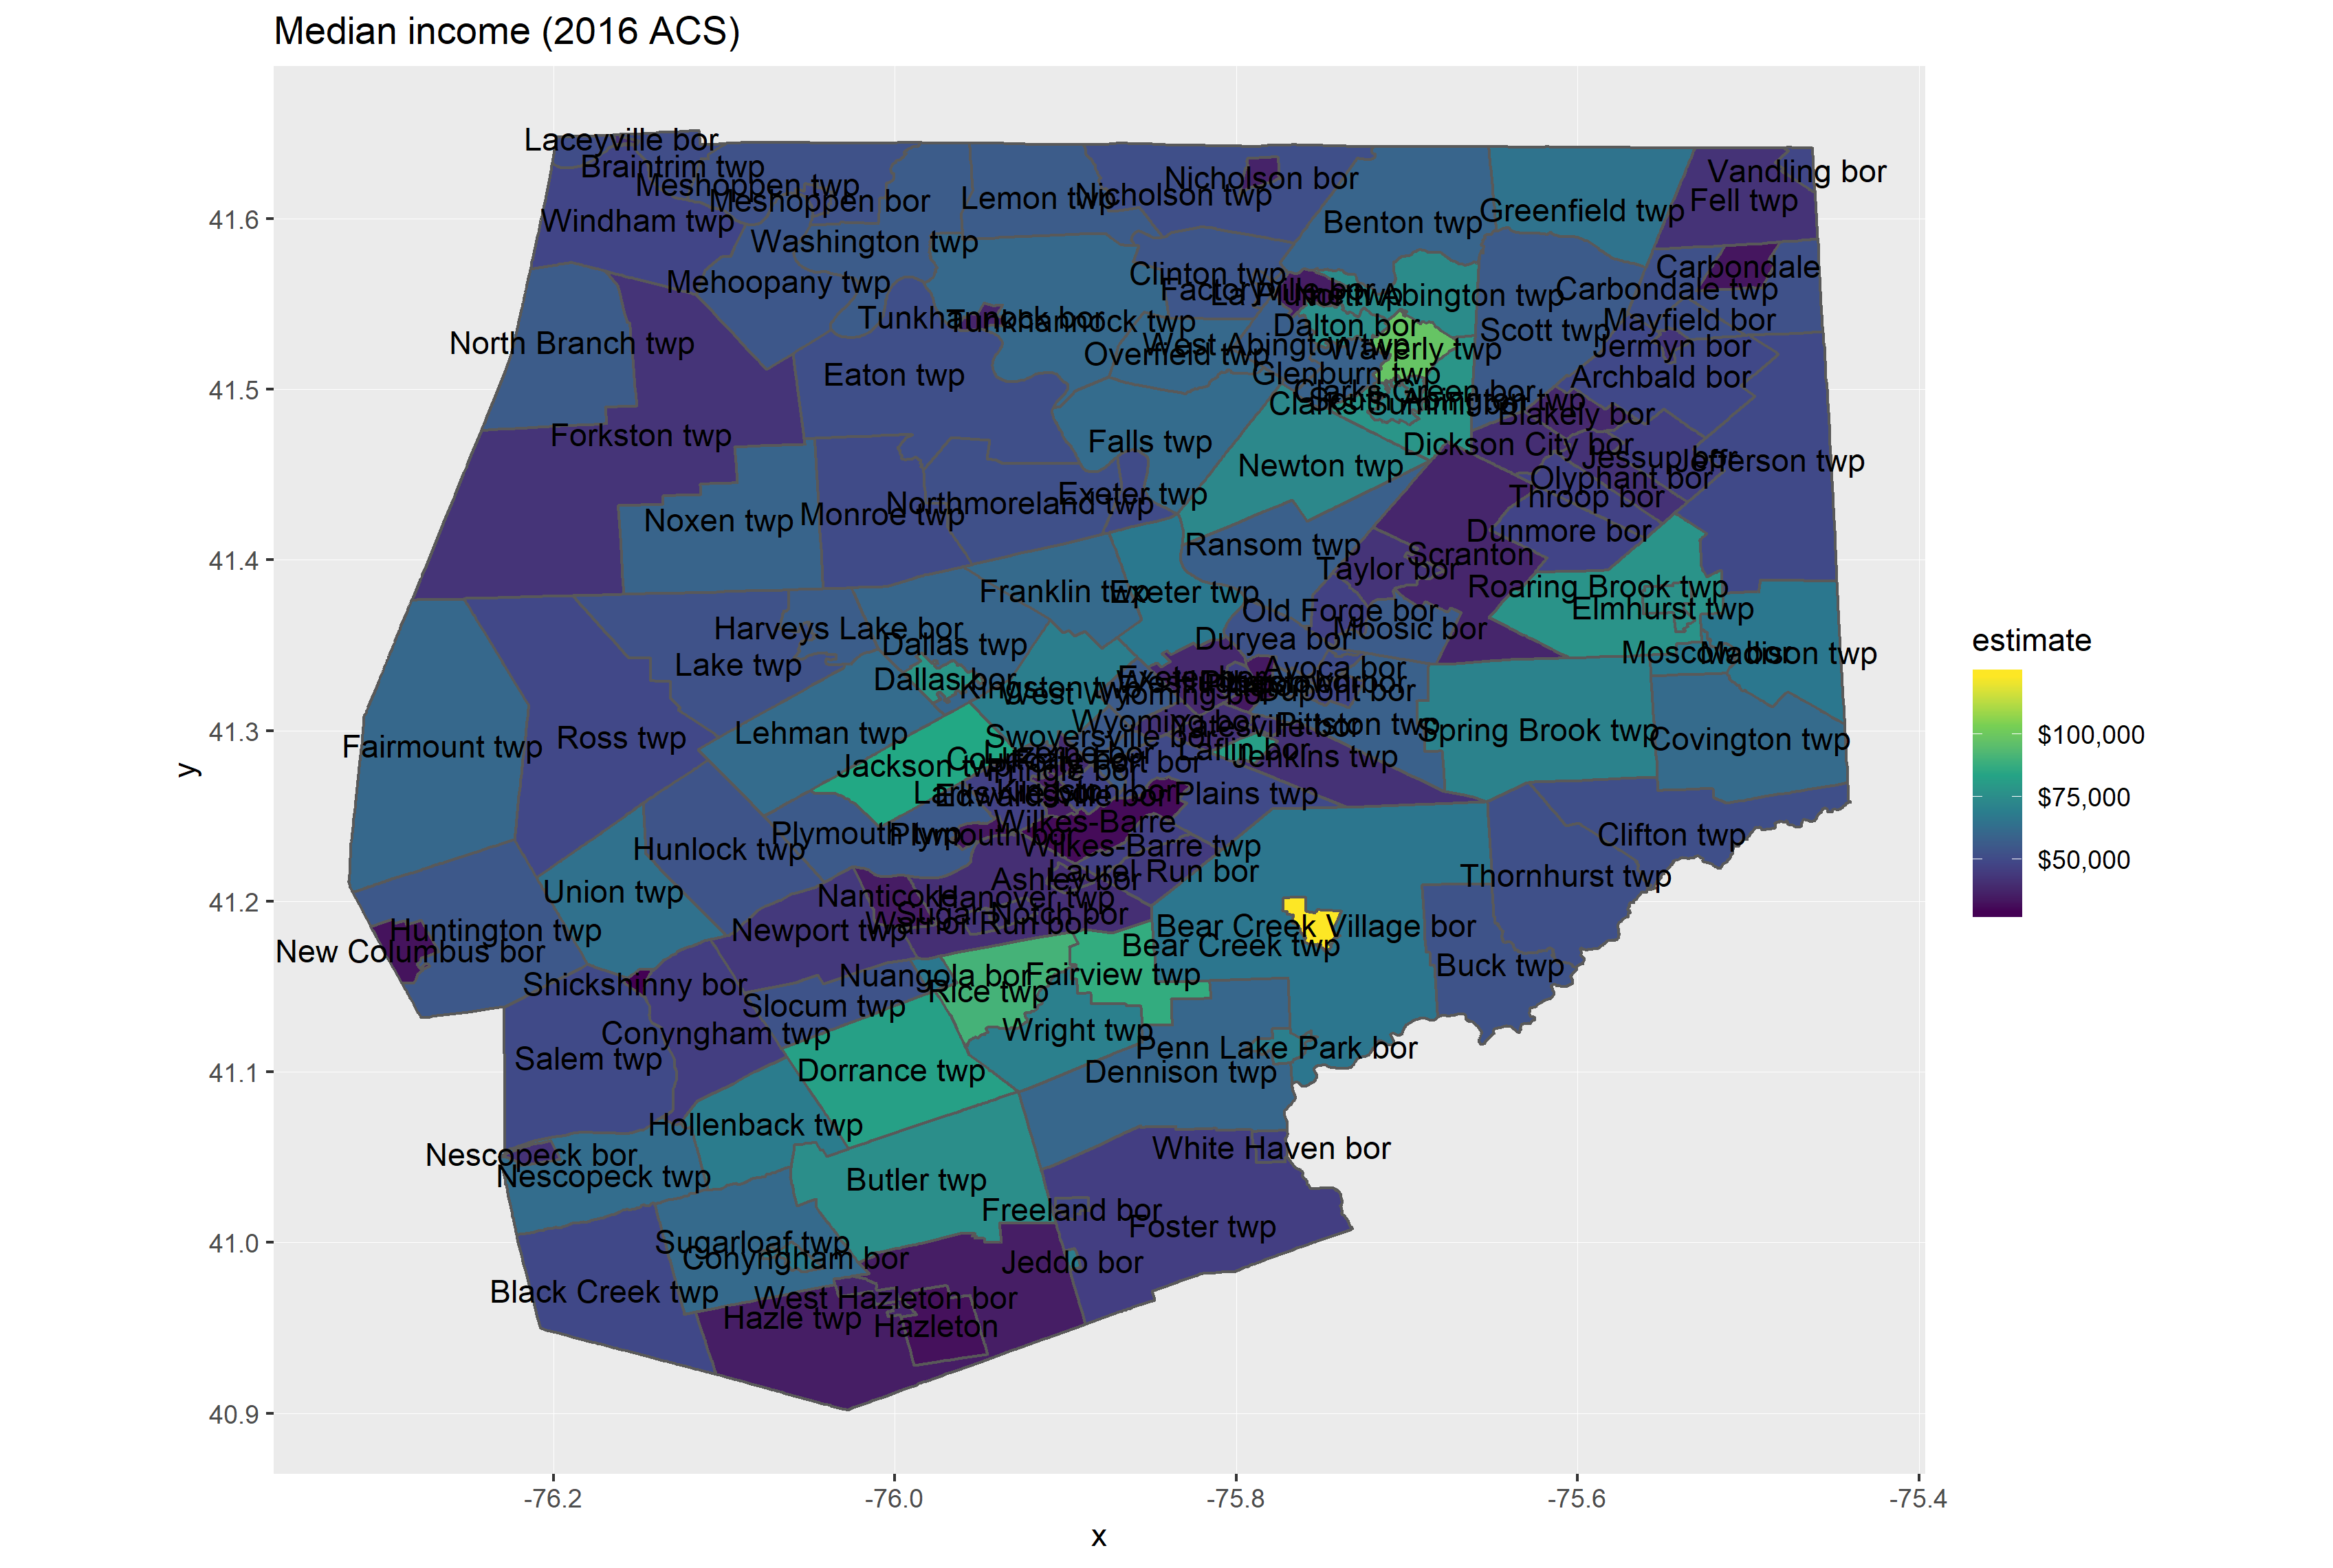 Median income (2016 ACS)
Laceyville bor
Braintrim twp
Meshoppen twp
Meshoppen bor
Windham twp
Washington twp
Mehoopany twp
Lemon twp
Nicholson twp
Nicholson bor
Benton twp
Greenfield twp
Vandling bor
Fell twp
Carbondale
Carbondale twp
Clinton twp
Factoryville bor
North Abington twp
Scott twp
Mayfield bor
Jermyn bor
Archbald bor
Tunkhannock bor
Tunkhannock twp
Dalton bor
West Abington twp
Waverly twp
Overfield twp
Glenburn twp
North Branch twp
Eaton twp
Clarks Green bor
Clarks Summit bor
South Abington twp
Blakely bor
Forkston twp
Falls twp
Newton twp
Dickson City bor
Jessup bor
Jefferson twp
Olyphant bor
Throop bor
Exeter twp
Northmoreland twp
Monroe twp
Noxen twp
Dunmore bor
Ransom twp
Scranton
Taylor bor
Franklin twp
Exeter twp
Roaring Brook twp
Elmhurst twp
Old Forge bor
Moosic bor
Harveys Lake bor
Dallas twp
Duryea bor
Moscow bor
Madison twp
Lake twp
Avoca bor
Dallas bor
Kingston twp
West Wyoming bor
Dupont bor
Wyoming bor
Yatesville bor
Pittston twp
Spring Brook twp
Covington twp
Fairmount twp
Ross twp
Lehman twp
Swoyersville bor
Laflin bor
Jenkins twp
Jackson twp
Pringle bor
Edwardsville bor
Plains twp
Plymouth twp
Plymouth bor
Wilkes-Barre
Wilkes-Barre twp
Hunlock twp
Clifton twp
Thornhurst twp
Laurel Run bor
Ashley bor
Union twp
Nanticoke
Hanover twp
Sugar Notch bor
Warrior Run bor
Newport twp
Huntington twp
New Columbus bor
Bear Creek Village bor
Bear Creek twp
Buck twp
Shickshinny bor
Nuangola bor
Fairview twp
Rice twp
Slocum twp
Conyngham twp
Wright twp
Penn Lake Park bor
Salem twp
Dorrance twp
Dennison twp
Hollenback twp
White Haven bor
Nescopeck bor
Nescopeck twp
Butler twp
Freeland bor
Foster twp
Sugarloaf twp
Conyngham bor
Jeddo bor
Black Creek twp
West Hazleton bor
Hazle twp
Hazleton
41.6
41.5
41.4
41.3
41.2
41.1
41.0
40.9
y
-76.2
-76.0
-75.8
-75.6
-75.4
x
estimate
$100,000
$75,000
$50,000